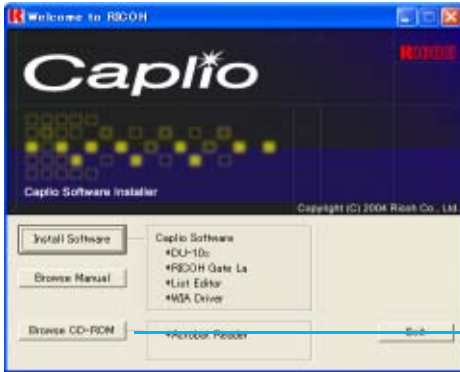 Welcome to RICOH
RICOH
Caplio
Caplio Software Installer
Copyright (C) 2004 Ricoh Co., Ltd.
Install Software
Caplio Software
*DU-10x
*RICOH Gate La
*List Editor
*WIA Driver
Browse Manual
Browse CD-ROM
*Acrobat Reader
Exit